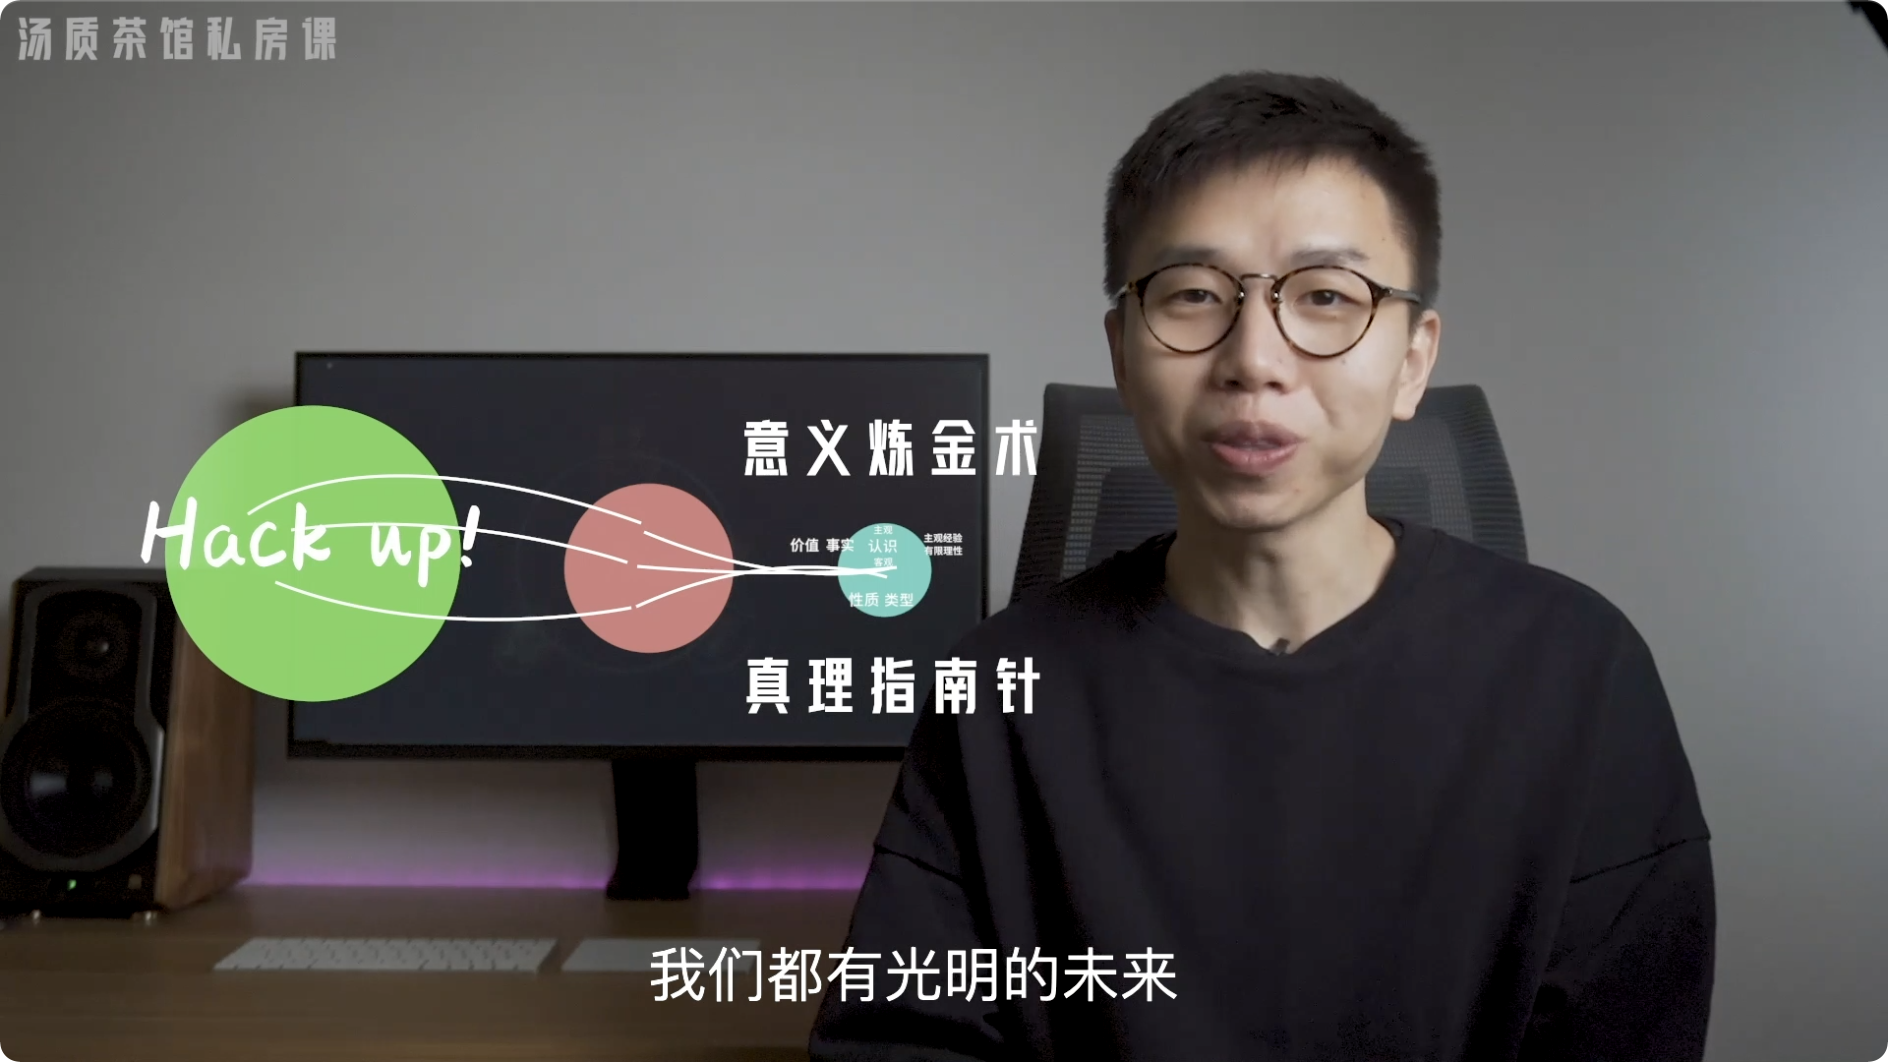 汤质茶馆私房课
意义炼金术
Hack up!
价值 事实
主观
认识
客观
主观经验
有限理性
性质 类型
真理指南针
我们都有光明的未来